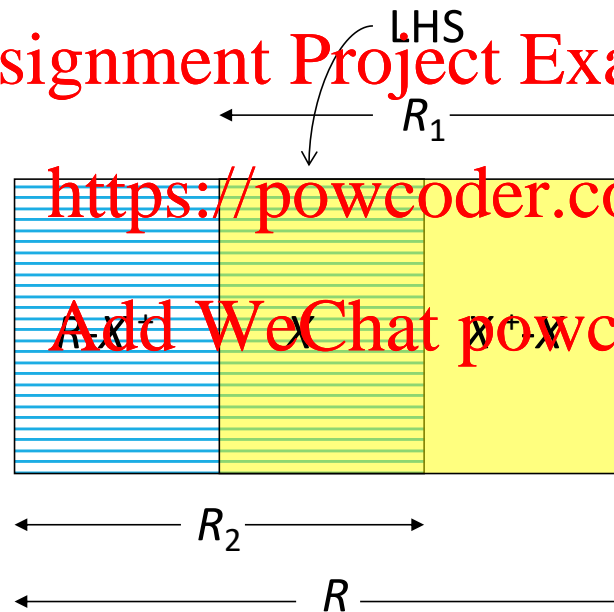 LHS
signment Project Exa
R1
https://powcoder.co
R-X+ X X+-X
Add WeChat powc
R2
R